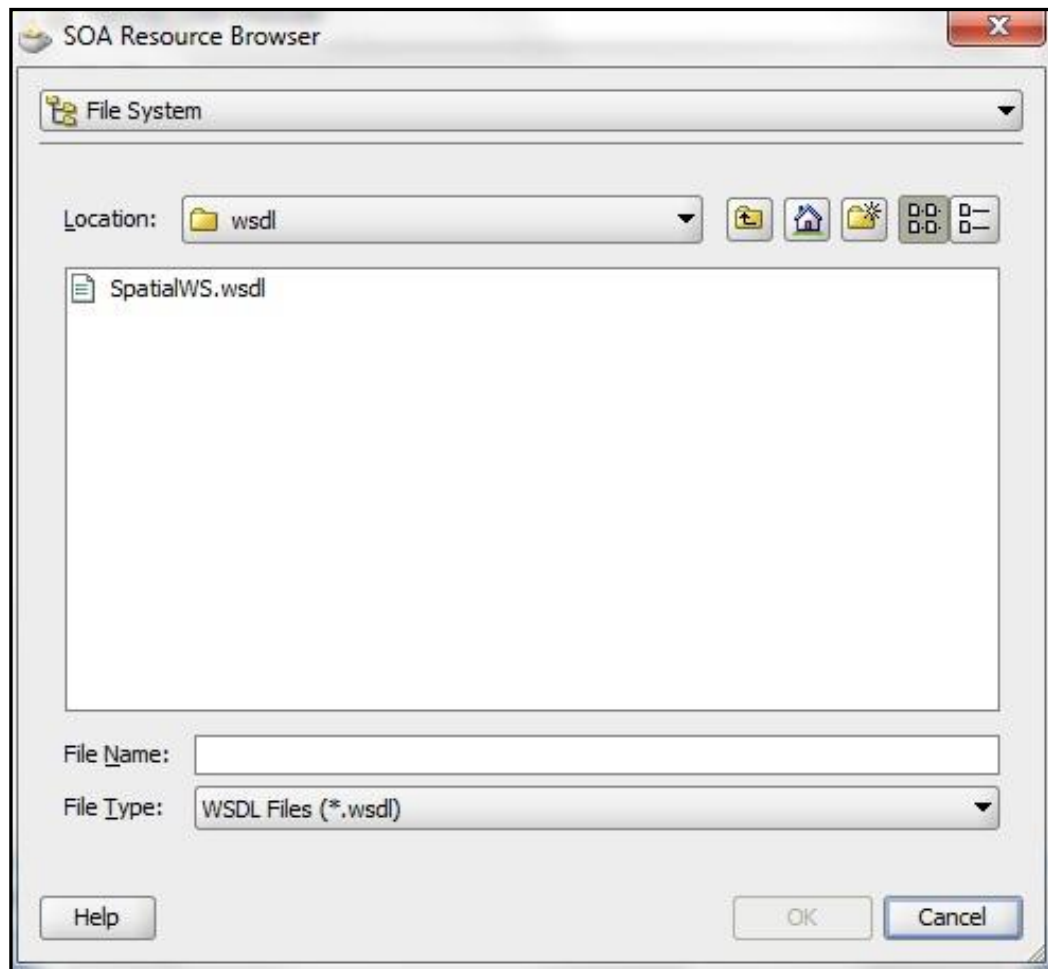 SOA Resource Browser
File System
Location: wsdl
SpatialWS.wsdl
File Name:
File Type: WSDL Files (*.wsdl)
Help OK Cancel